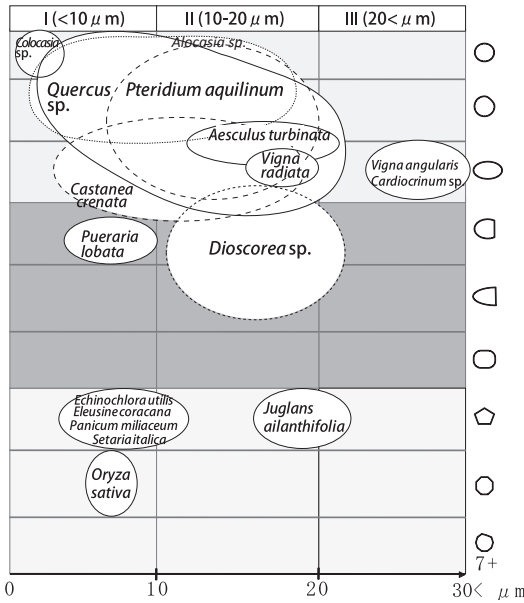 I (<10 μm)
II (10-20 μm)
III (20< μm)
Colocasia
sp.
Alocasia sp.
Quercus
sp.
Pteridium aquilinum
Aesculus turbinata
Vigna
radjata
Vigna angularis
Cardiocrinum sp.
Castanea
crenata
Pueraria
lobata
Dioscorea sp.
Echinochlora utilis
Eleusine coracana
Panicum miliaceum
Setaria italica
Juglans
ailanthifolia
Oryza
sativa
7+
0 10 20 30< μm